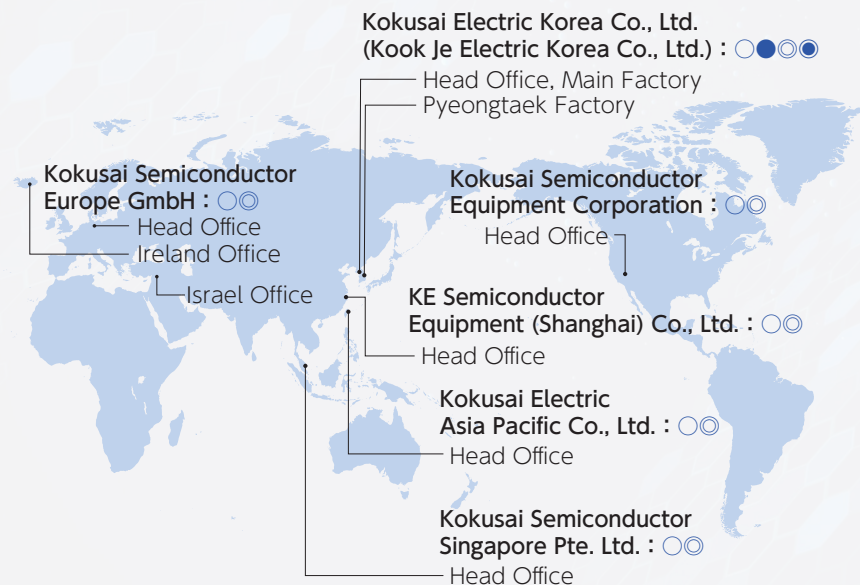 Kokusai Electric Korea Co., Ltd.
(Kook Je Electric Korea Co., Ltd.) : ○●◎◉
Head Office, Main Factory
Pyeongtaek Factory
Kokusai Semiconductor
Europe GmbH : ○◎
Head Office
Ireland Office
Israel Office
Kokusai Semiconductor
Equipment Corporation : ○◎
Head Office
KE Semiconductor
Equipment (Shanghai) Co., Ltd. : ○◎
Head Office
Kokusai Electric
Asia Pacific Co., Ltd. : ○◎
Head Office
Kokusai Semiconductor
Singapore Pte. Ltd. : ○◎
Head Office